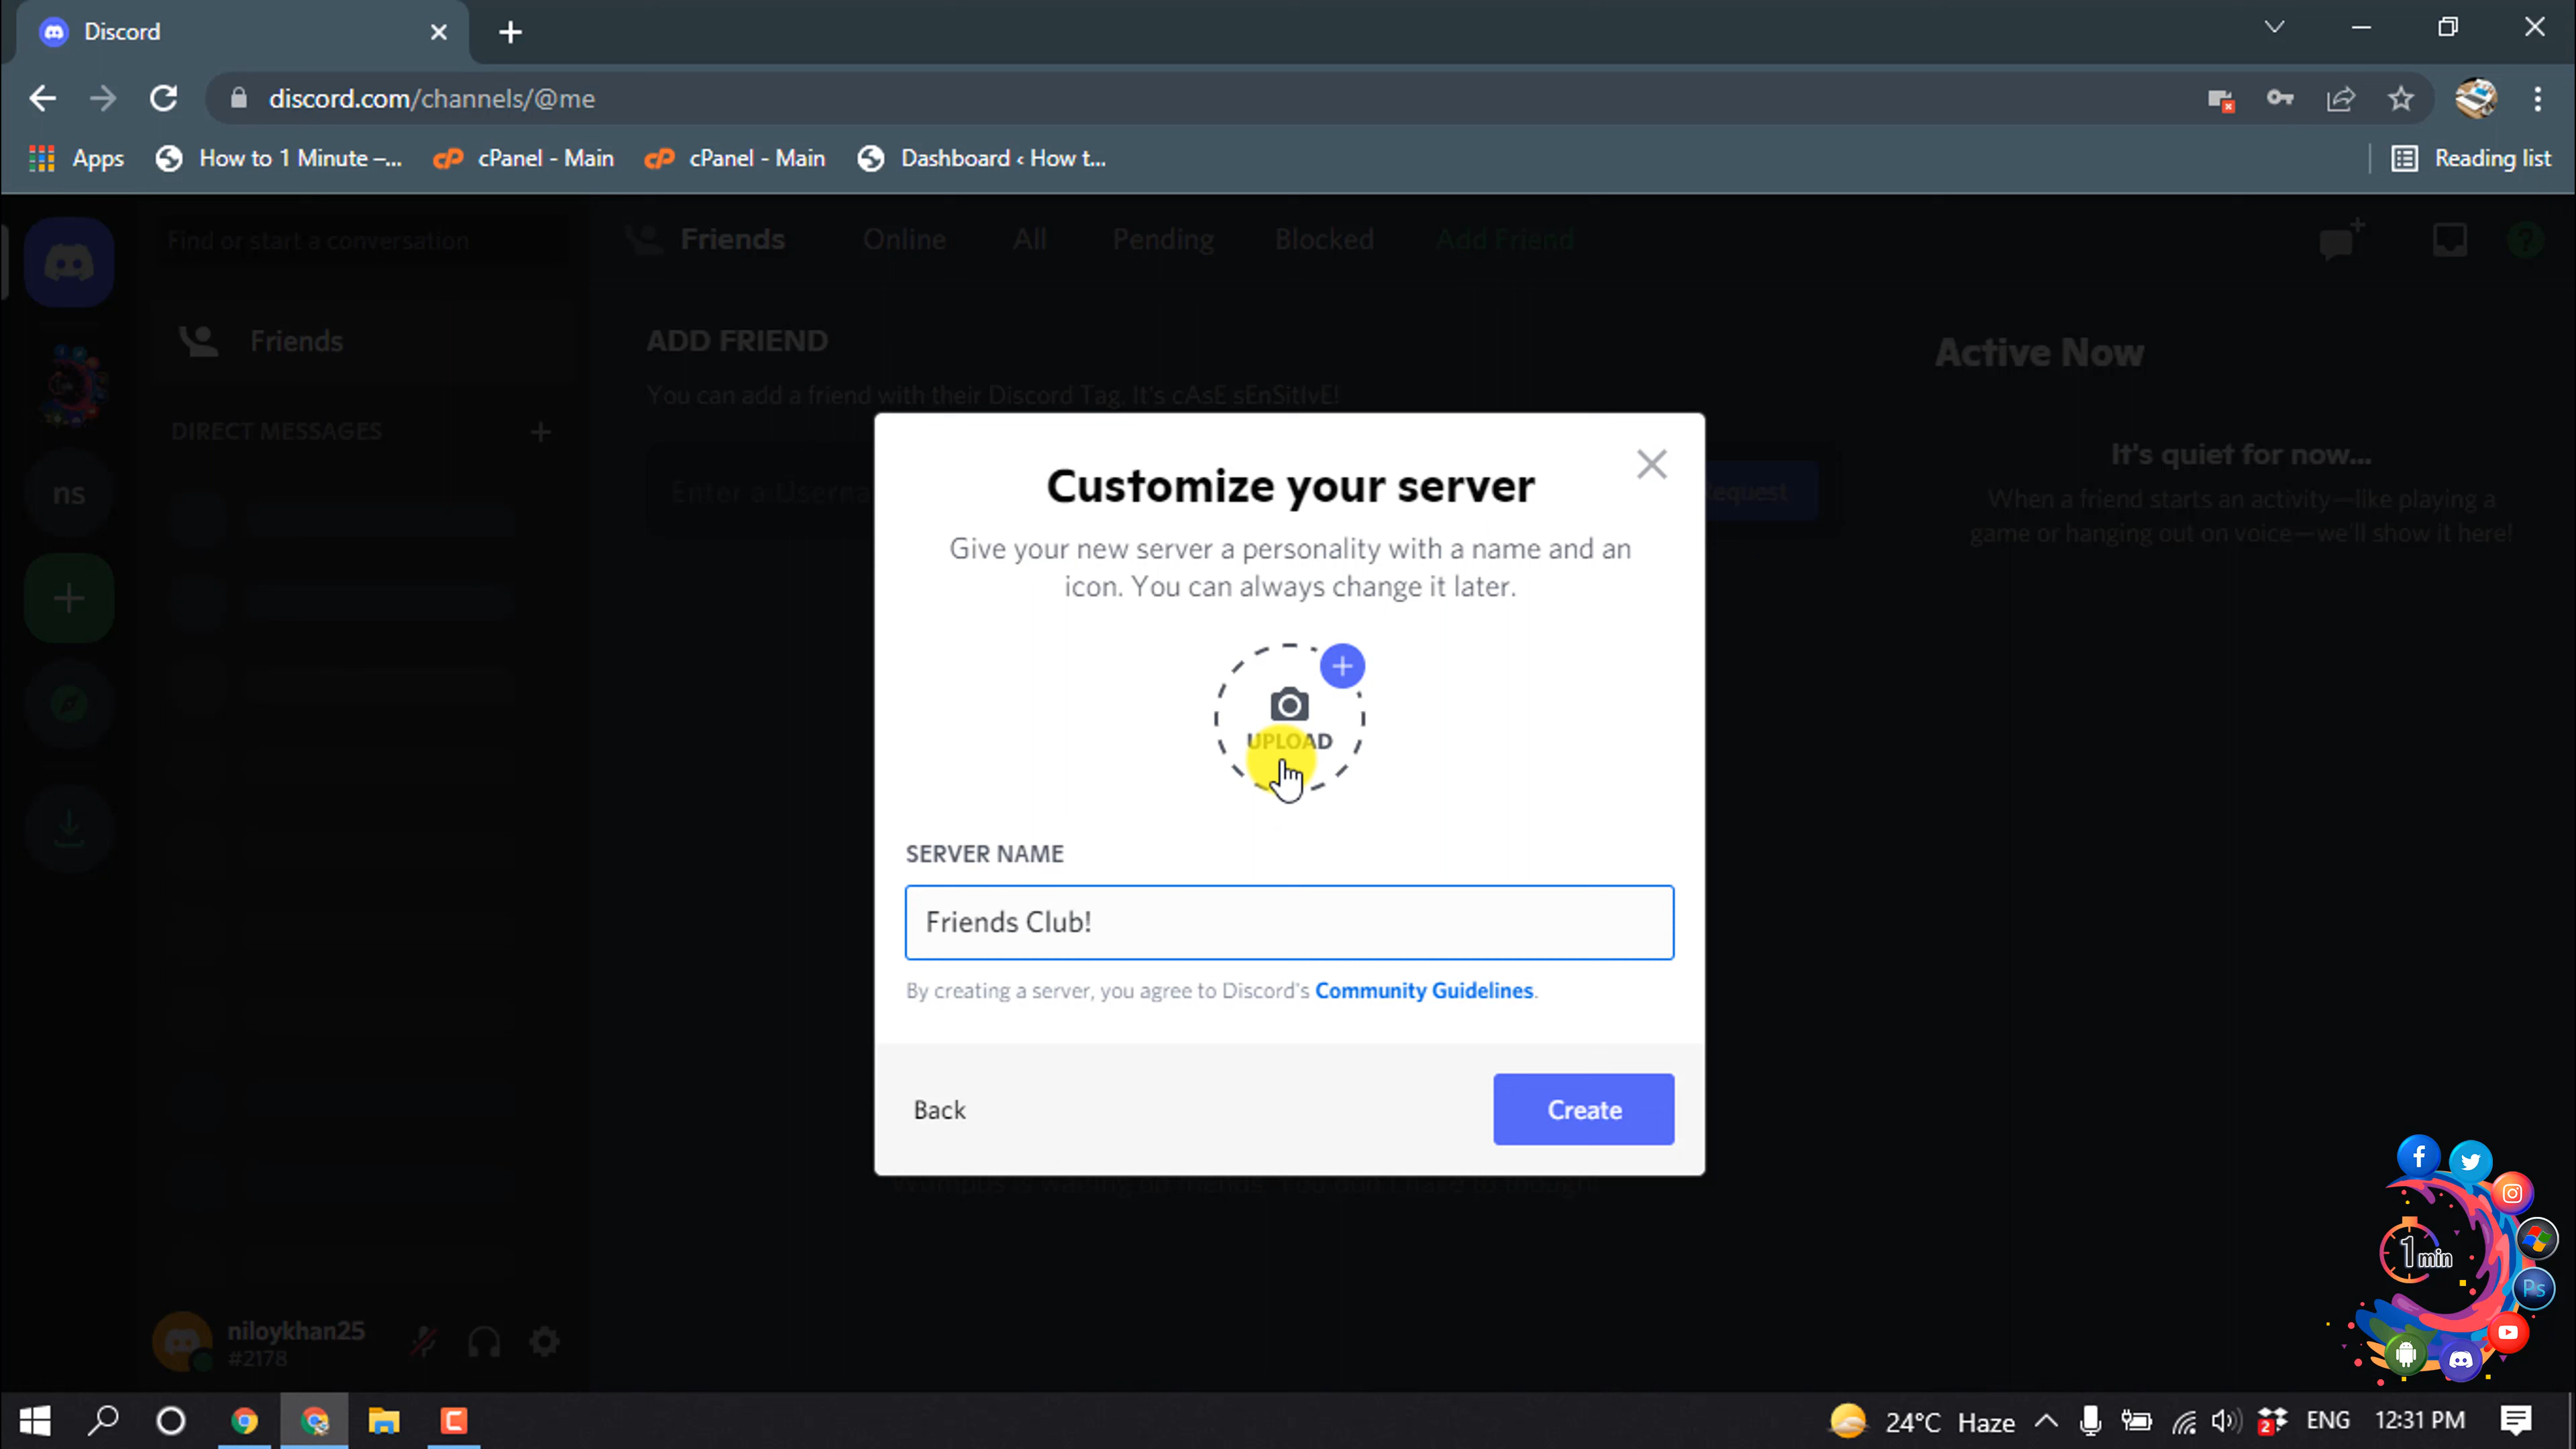 Discord
discord.com/channels/@me
Apps
How to 1 Minute –...
cPanel - Main
cPanel - Main
Dashboard ‹ How t...
Reading list
Find or start a conversation
Friends
Online
All
Pending
Blocked
Add Friend
Friends
ADD FRIEND
You can add a friend with their Discord Tag. It's cAsE sEnSitIvE!
Active Now
DIRECT MESSAGES
ns
Enter a Userna
equest
It's quiet for now...
When a friend starts an activity—like playing a
game or hanging out on voice—we'll show it here!
Customize your server
Give your new server a personality with a name and an
icon. You can always change it later.
UPLOAD
SERVER NAME
Friends Club!
By creating a server, you agree to Discord's Community Guidelines.
Back
Create
niloykhan25
#2178
1 min
Ps
24°C Haze
2
ENG
12:31 PM